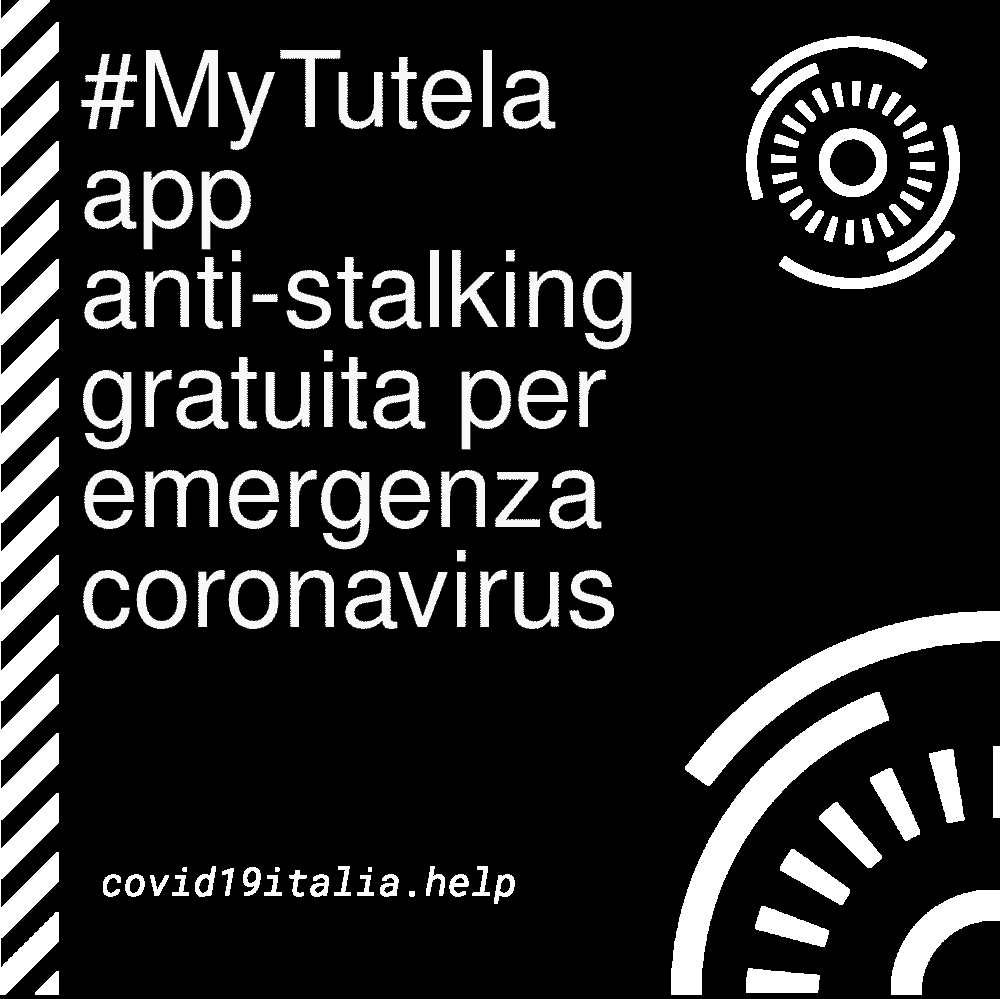 #MyTutela
app
anti-stalking
gratuita per
emergenza
coronavirus
covid19italia.help